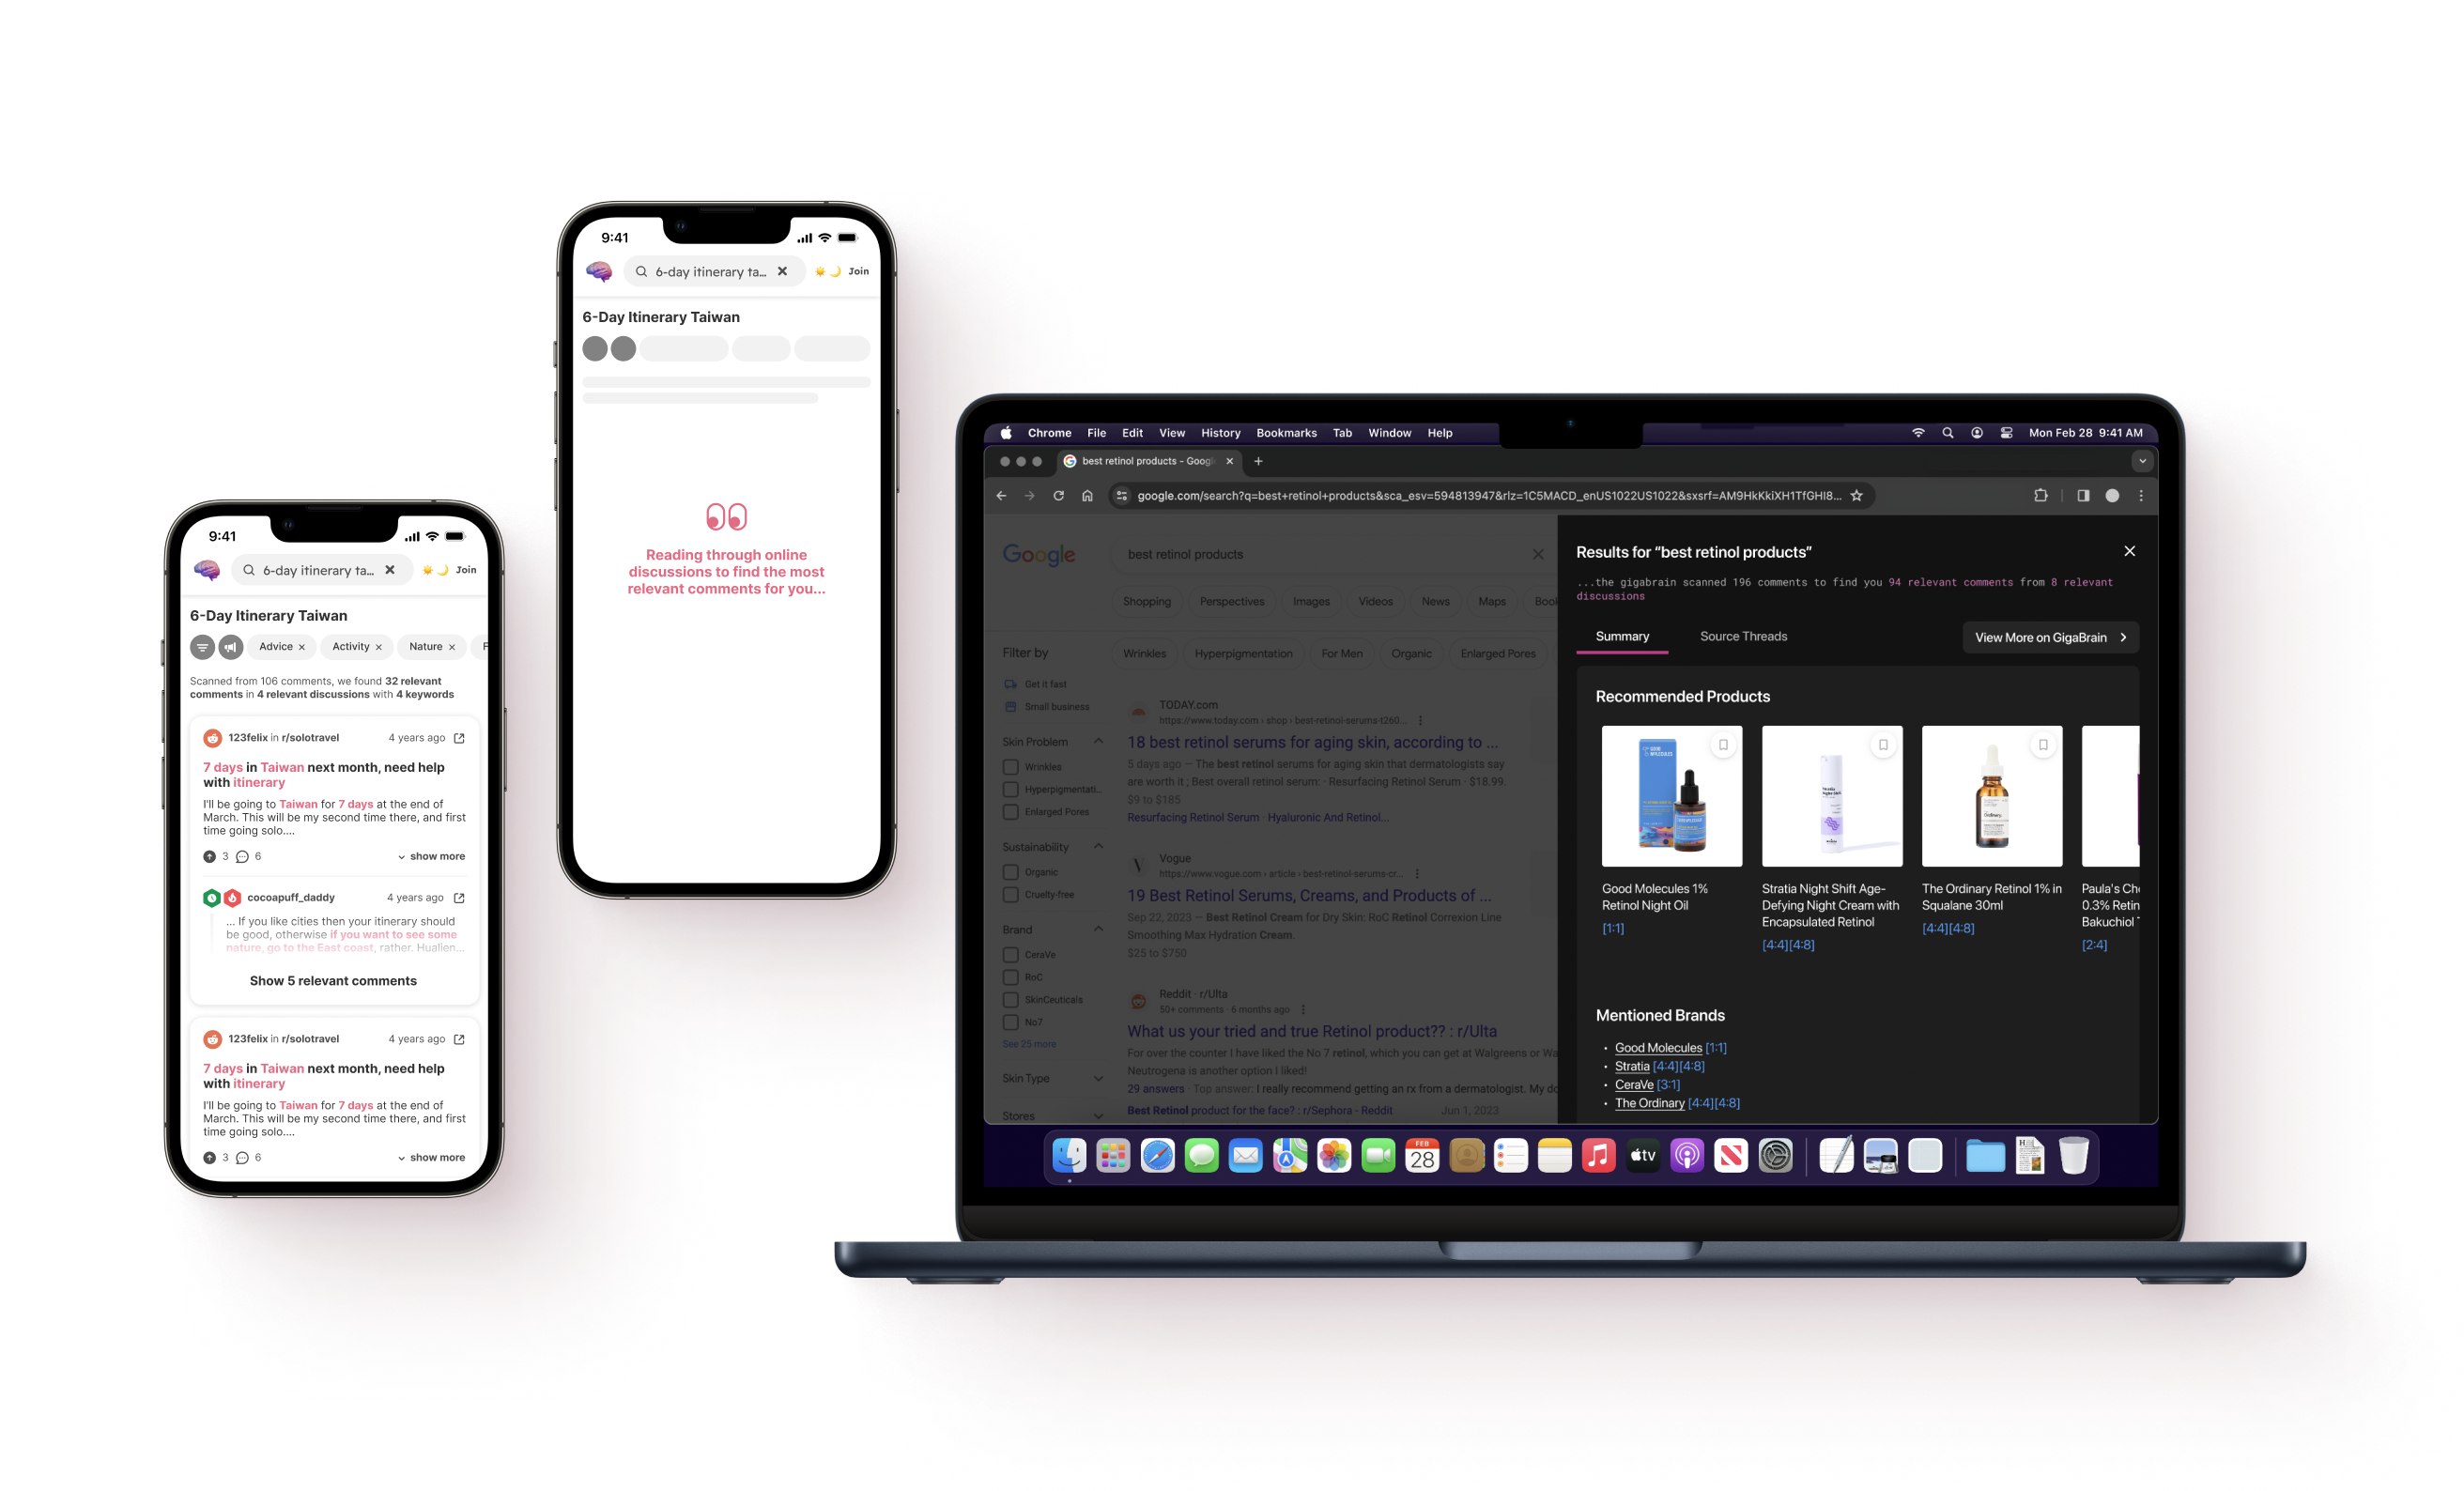 9:41
6-day itinerary ta...
Join
6-Day Itinerary Taiwan
Advice
Activity
Nature
F
Scanned from 106 comments, we found 32 relevant
comments in 4 relevant discussions with 4 keywords
123felix in r/solotravel
4 years ago
7 days in Taiwan next month, need help
with itinerary
I'll be going to Taiwan for 7 days at the end of
March. This will be my second time there, and first
time going solo....
3
6
show more
cocoapuff_daddy
4 years ago
... If you like cities then your itinerary should
be good, otherwise if you want to see some
nature, go to the East coast, rather. Hualien...
Show 5 relevant comments
123felix in r/solotravel
4 years ago
7 days in Taiwan next month, need help
with itinerary
I'll be going to Taiwan for 7 days at the end of
March. This will be my second time there, and first
time going solo....
3
6
show more
9:41
6-day itinerary ta...
Join
6-Day Itinerary Taiwan
Reading through online
discussions to find the most
relevant comments for you...
Chrome File Edit View History Bookmarks Tab Window Help
Mon Feb 28 9:41 AM
best retinol products - Googl
google.com/search?q=best+retinol+products&sca_esv=594813947&rlz=1C5MACD_enUS1022US1022&sxsrf=AM9HkKkiXH1TfGHI8...
Google
best retinol products
Shopping
Perspectives
Images
Videos
News
Maps
Boo
Filter by
Wrinkles
Hyperpigmentation
For Men
Organic
Enlarged Pores
Get it fast
Small business
Skin Problem
Wrinkles
Hyperpigmentati...
Enlarged Pores
Sustainability
Organic
Cruelty-free
Brand
CeraVe
RoC
SkinCeuticals
No7
See 25 more
Skin Type
Stores
TODAY.com
https://www.today.com › shop › best-retinol-serums-t260...
18 best retinol serums for aging skin, according to ...
5 days ago — The best retinol serums for aging skin that dermatologists say
are worth it ; Best overall retinol serum: · Resurfacing Retinol Serum · $18.99.
$9 to $185
Resurfacing Retinol Serum · Hyaluronic And Retinol...
Vogue
https://www.vogue.com › article › best-retinol-serums-cr...
19 Best Retinol Serums, Creams, and Products of ...
Sep 22, 2023 — Best Retinol Cream for Dry Skin: RoC Retinol Correxion Line
Smoothing Max Hydration Cream.
$25 to $750
Reddit · r/Ulta
50+ comments · 6 months ago
What us your tried and true Retinol product?? : r/Ulta
For over the counter I have liked the No 7 retinol, which you can get at Walgreens or Wa
Neutrogena is another option I liked!
29 answers · Top answer: I really recommend getting an rx from a dermatologist. My do
Best Retinol product for the face? : r/Sephora - Reddit
Jun 1, 2023
Results for “best retinol products”
...the gigabrain scanned 196 comments to find you 94 relevant comments from 8 relevant
discussions
Summary
Source Threads
View More on GigaBrain
Recommended Products
Ordinary.
Good Molecules 1%
Retinol Night Oil
[1:1]
Stratia Night Shift Age-
Defying Night Cream with
Encapsulated Retinol
[4:4][4:8]
The Ordinary Retinol 1% in
Squalane 30ml
[4:4][4:8]
Paula's Ch
0.3% Retin
Bakuchiol
[2:4]
Mentioned Brands
Good Molecules [1:1]
Stratia [4:4][4:8]
CeraVe [3:1]
The Ordinary [4:4][4:8]
FEB
28
tv